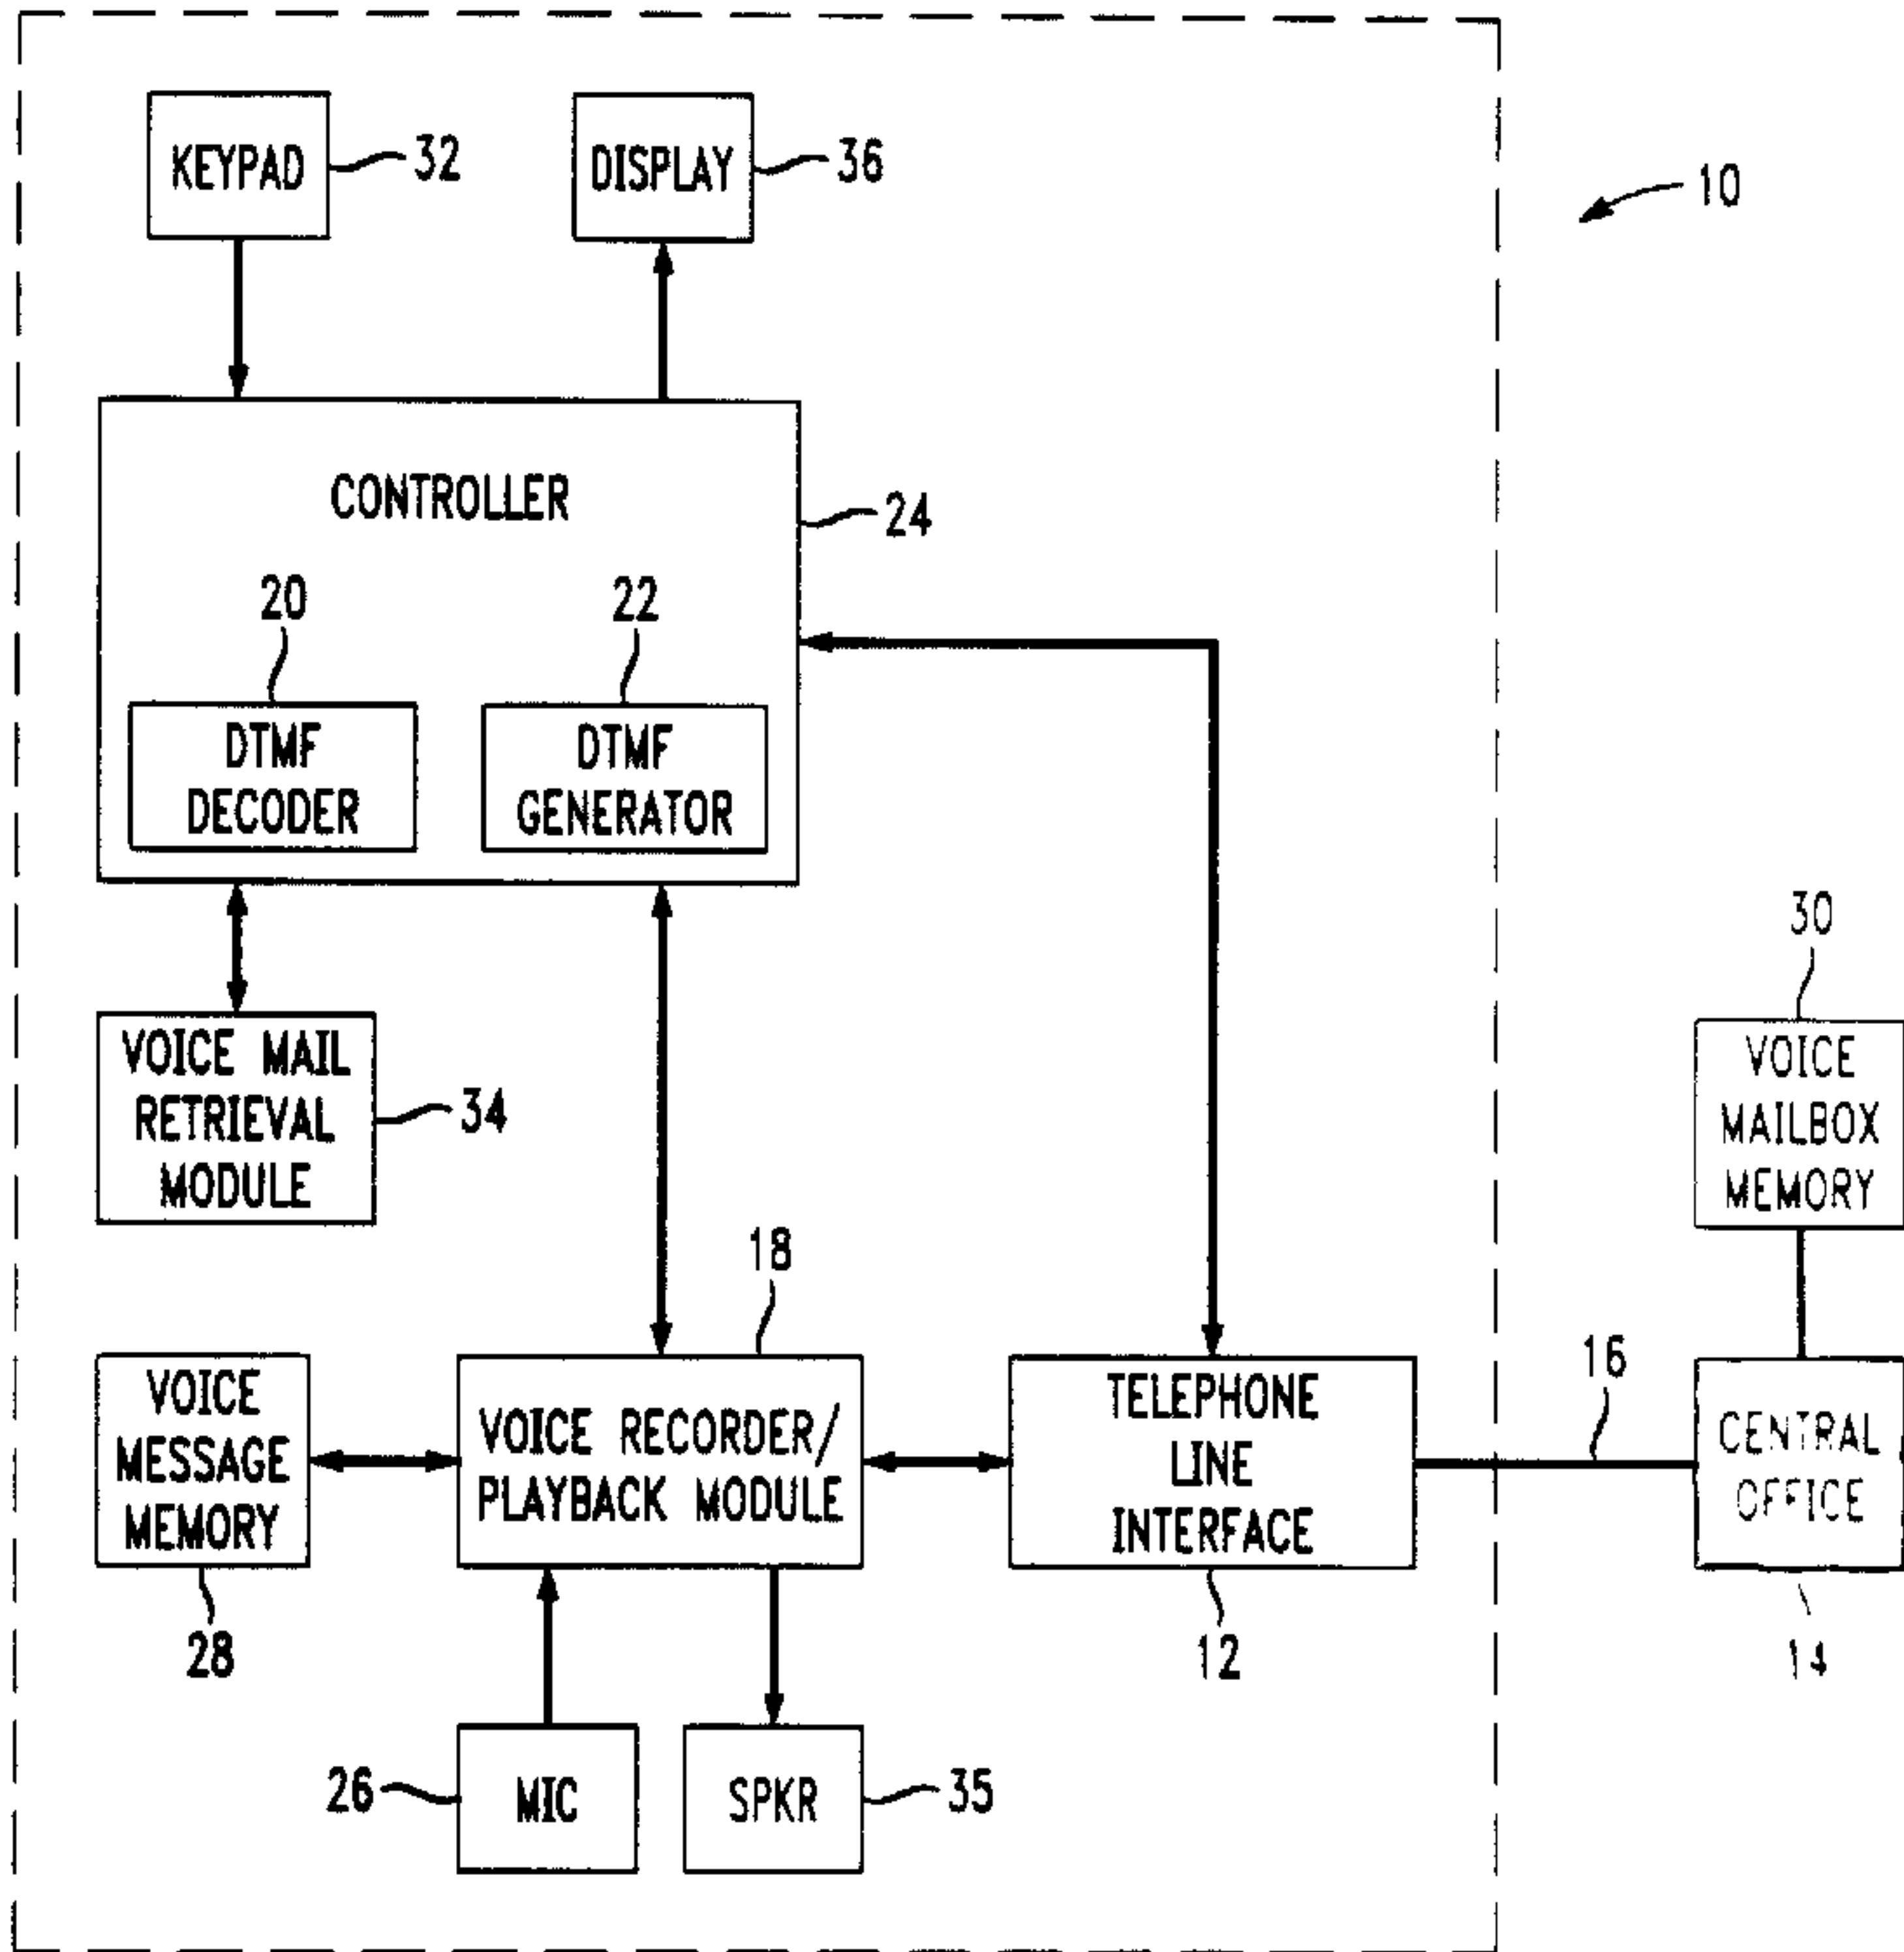 KEYPAD
32
DISPLAY
36
10
CONTROLLER
24
20
22
DTMF
DECODER
DTMF
GENERATOR
30
VOICE MAIL
RETRIEVAL
MODULE
34
VOICE
MAILBOX
MEMORY
18
16
VOICE
MESSAGE
MEMORY
VOICE RECORDER/
PLAYBACK MODULE
TELEPHONE
LINE
INTERFACE
CENTRAL
OFFICE
28
12
14
26
MIC
SPKR
35